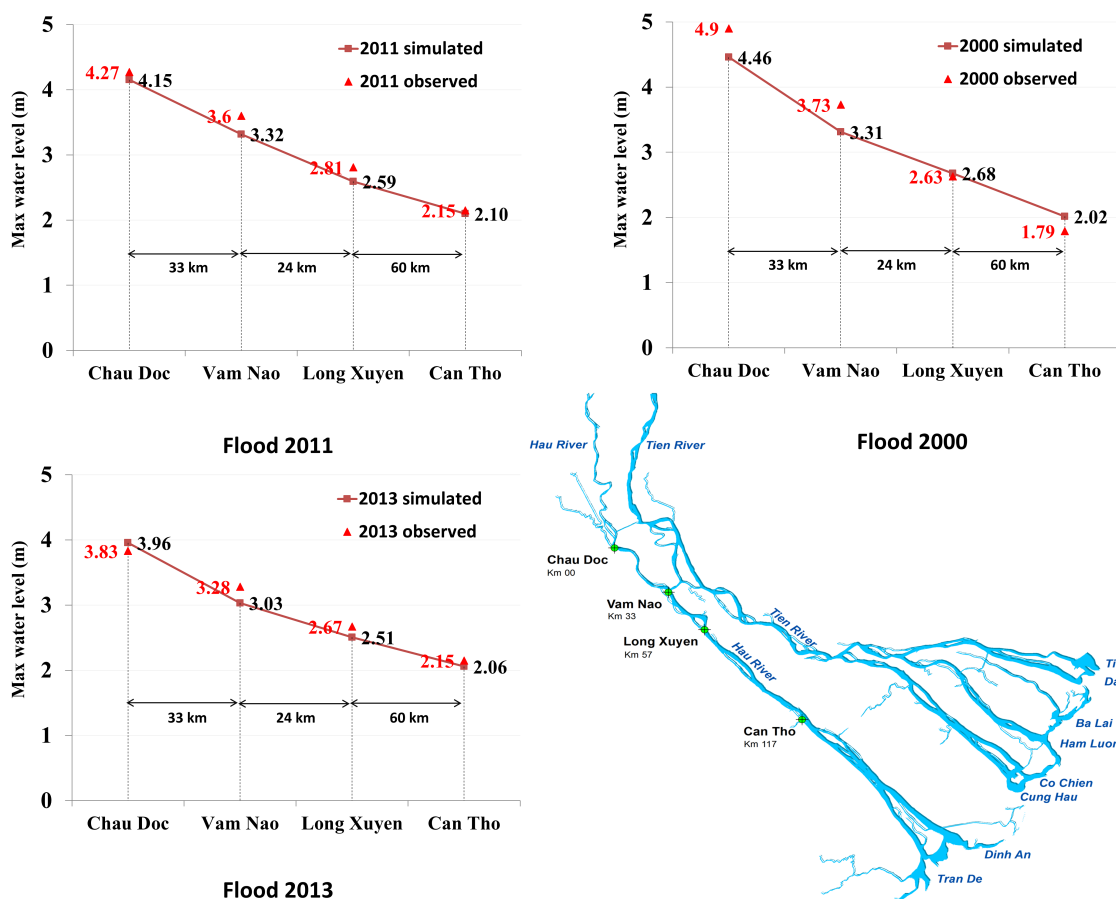 5
4
3
2
1
0
Max water level (m)
2011 simulated
2011 observed
4.27
4.15
3.6
3.32
2.81
2.59
2.15
2.10
33 km
24 km
60 km
Chau Doc
Vam Nao
Long Xuyen
Can Tho
Flood 2011
5
4
3
2
1
0
Max water level (m)
2000 simulated
2000 observed
4.9
4.46
3.73
3.31
2.63
2.68
1.79
2.02
33 km
24 km
60 km
Chau Doc
Vam Nao
Long Xuyen
Can Tho
Flood 2000
5
4
3
2
1
0
Max water level (m)
2013 simulated
2013 observed
3.83
3.96
3.28
3.03
2.67
2.51
2.15
2.06
33 km
24 km
60 km
Chau Doc
Vam Nao
Long Xuyen
Can Tho
Flood 2013
Hau River
Tien River
Chau Doc
Km 00
Vam Nao
Km 33
Long Xuyen
Km 57
Tien River
Hau River
Can Tho
Km 117
Ti
Da
Ba Lai
Ham Luon
Co Chien
Cung Hau
Dinh An
Tran De